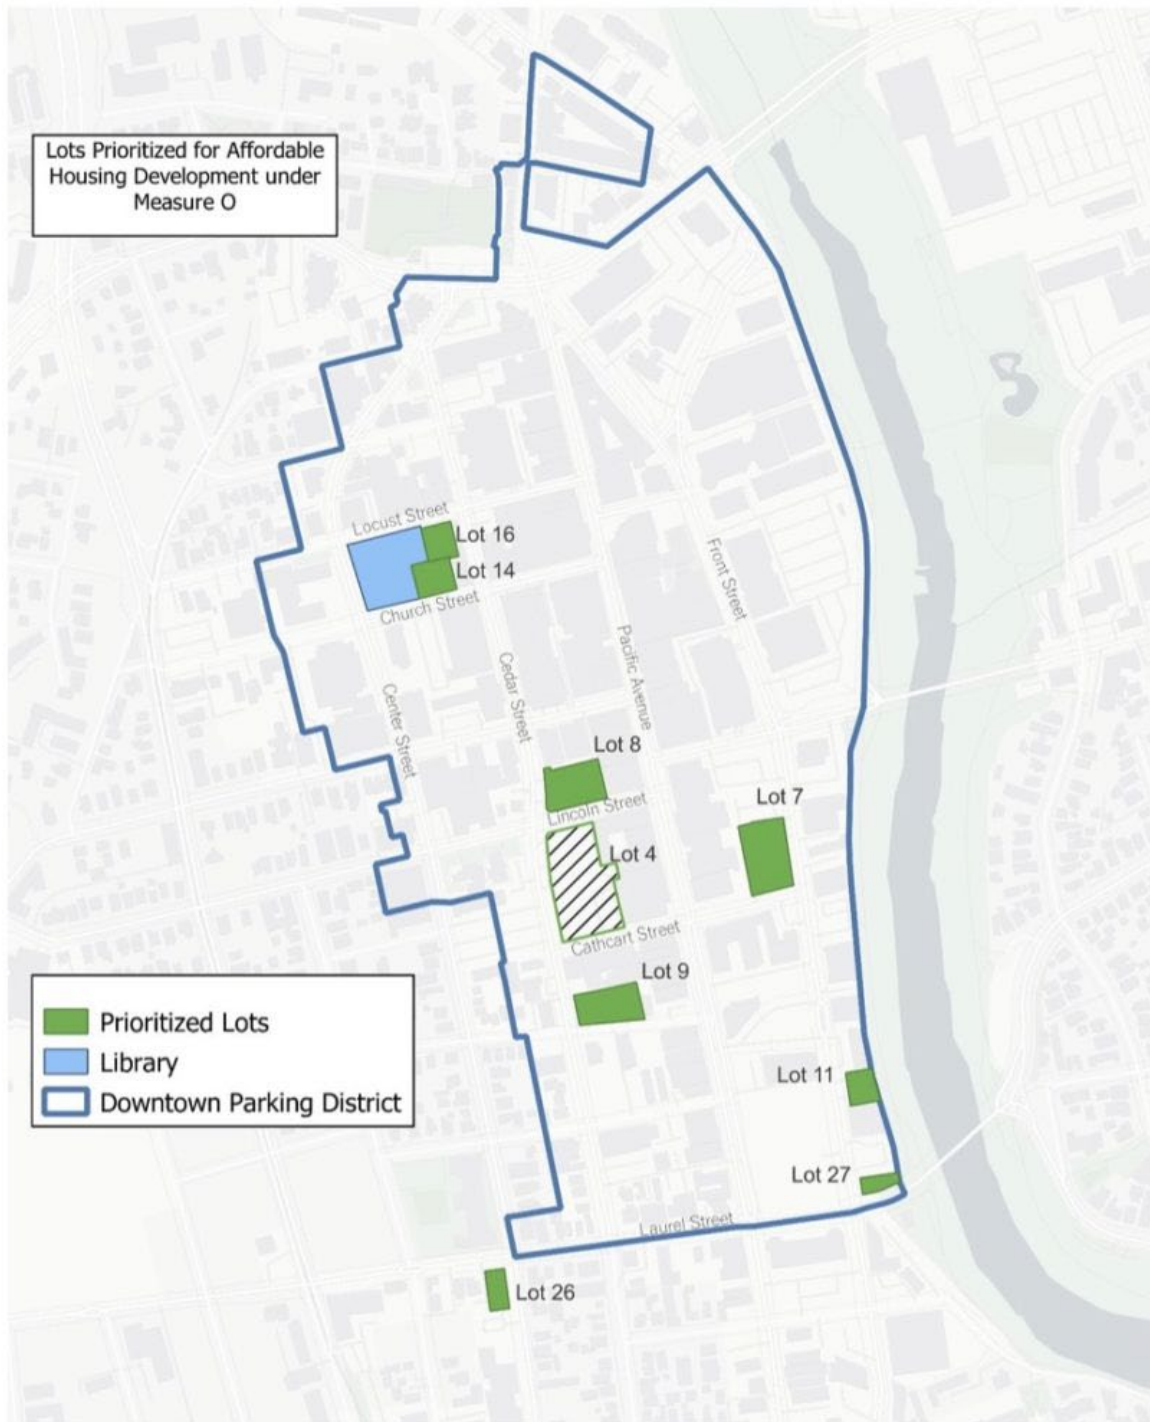 Lots Prioritized for Affordable
Housing Development under
Measure O
Locust Street
Lot 16
Lot 14
Church Street
Front Street
Pacific Avenue
Cedar Street
Center Street
Lot 8
Lincoln Street
Lot 7
Lot 4
Cathcart Street
Lot 9
Prioritized Lots
Library
Downtown Parking District
Lot 11
Lot 27
Laurel Street
Lot 26